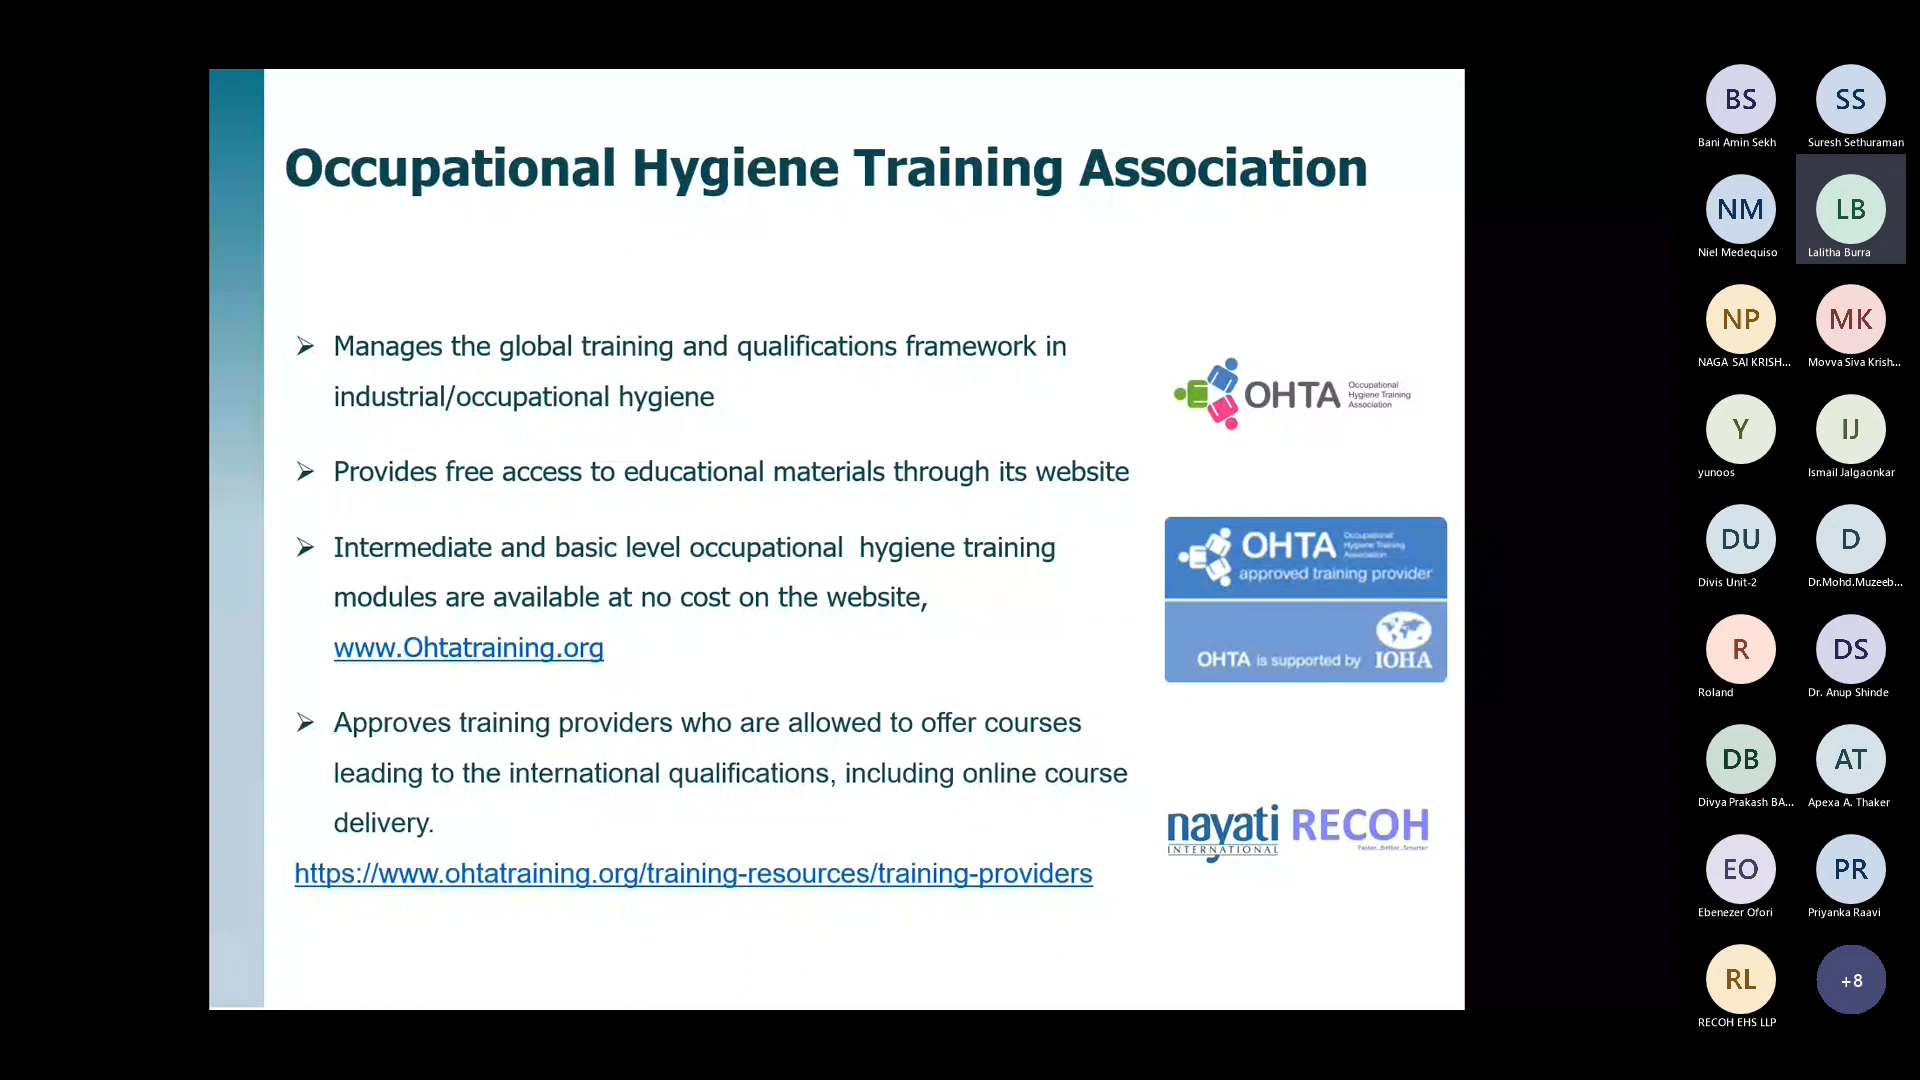 Occupational Hygiene Training Association
➢ Manages the global training and qualifications framework in
industrial/occupational hygiene
➢ Provides free access to educational materials through its website
➢ Intermediate and basic level occupational  hygiene training
modules are available at no cost on the website,
www.Ohtatraining.org
➢ Approves training providers who are allowed to offer courses
leading to the international qualifications, including online course
delivery.
https://www.ohtatraining.org/training-resources/training-providers
OHTA
Occupational
Hygiene Training
Association
OHTA
Occupational
Hygiene Training
Association
approved training provider
OHTA is supported by IOHA
nayati
INTERNATIONAL
RECOH
Faster..Better..Smarter
BS
Bani Amin Sekh
SS
Suresh Sethuraman
NM
Niel Medequiso
LB
Lalitha Burra
NP
NAGA SAI KRISH...
MK
Movva Siva Krish...
Y
yunoos
IJ
Ismail Jalgaonkar
DU
Divis Unit-2
D
Dr.Mohd.Muzeeb...
R
Roland
DS
Dr. Anup Shinde
DB
Divya Prakash BA...
AT
Apexa A. Thaker
EO
Ebenezer Ofori
PR
Priyanka Raavi
RL
RECOH EHS LLP
+8